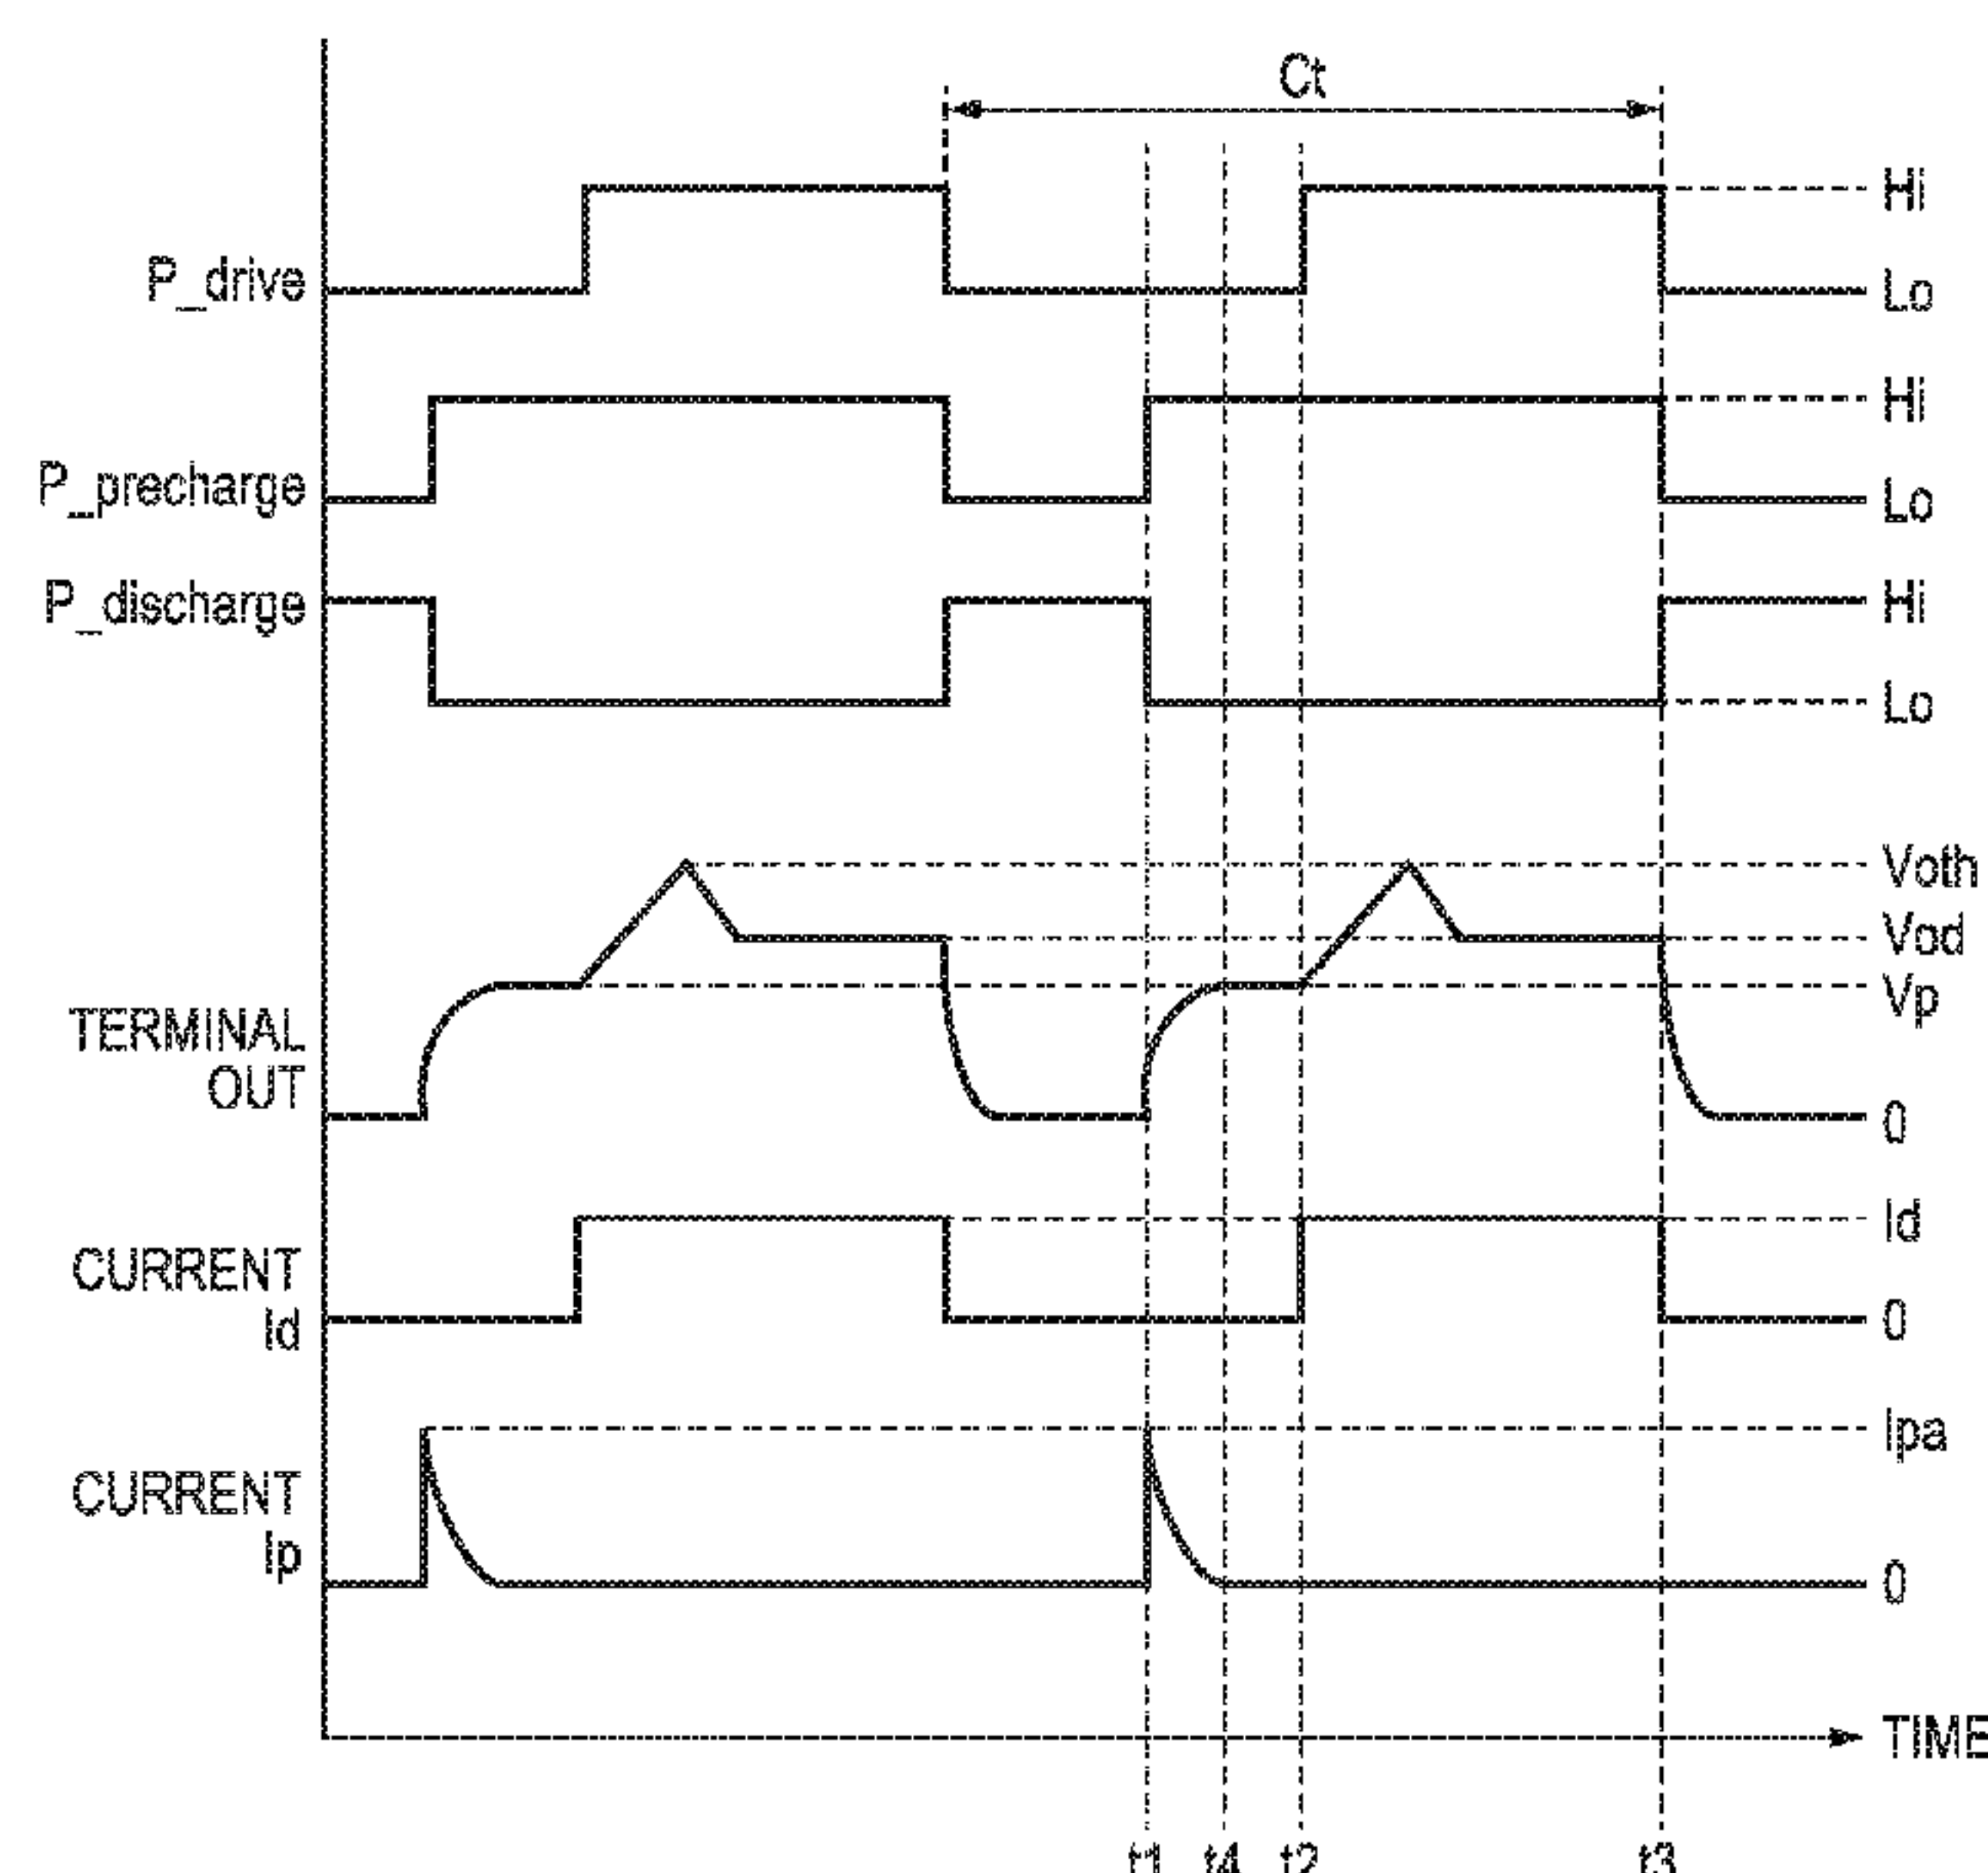 Ct
P_drive
Hi
Lo
P_precharge
Hi
Lo
P_discharge
Hi
Lo
TERMINAL
OUT
Voth
Vod
Vp
0
CURRENT
Id
Id
0
CURRENT
Ip
Ipa
0
TIME
t1 t4 t2 t3